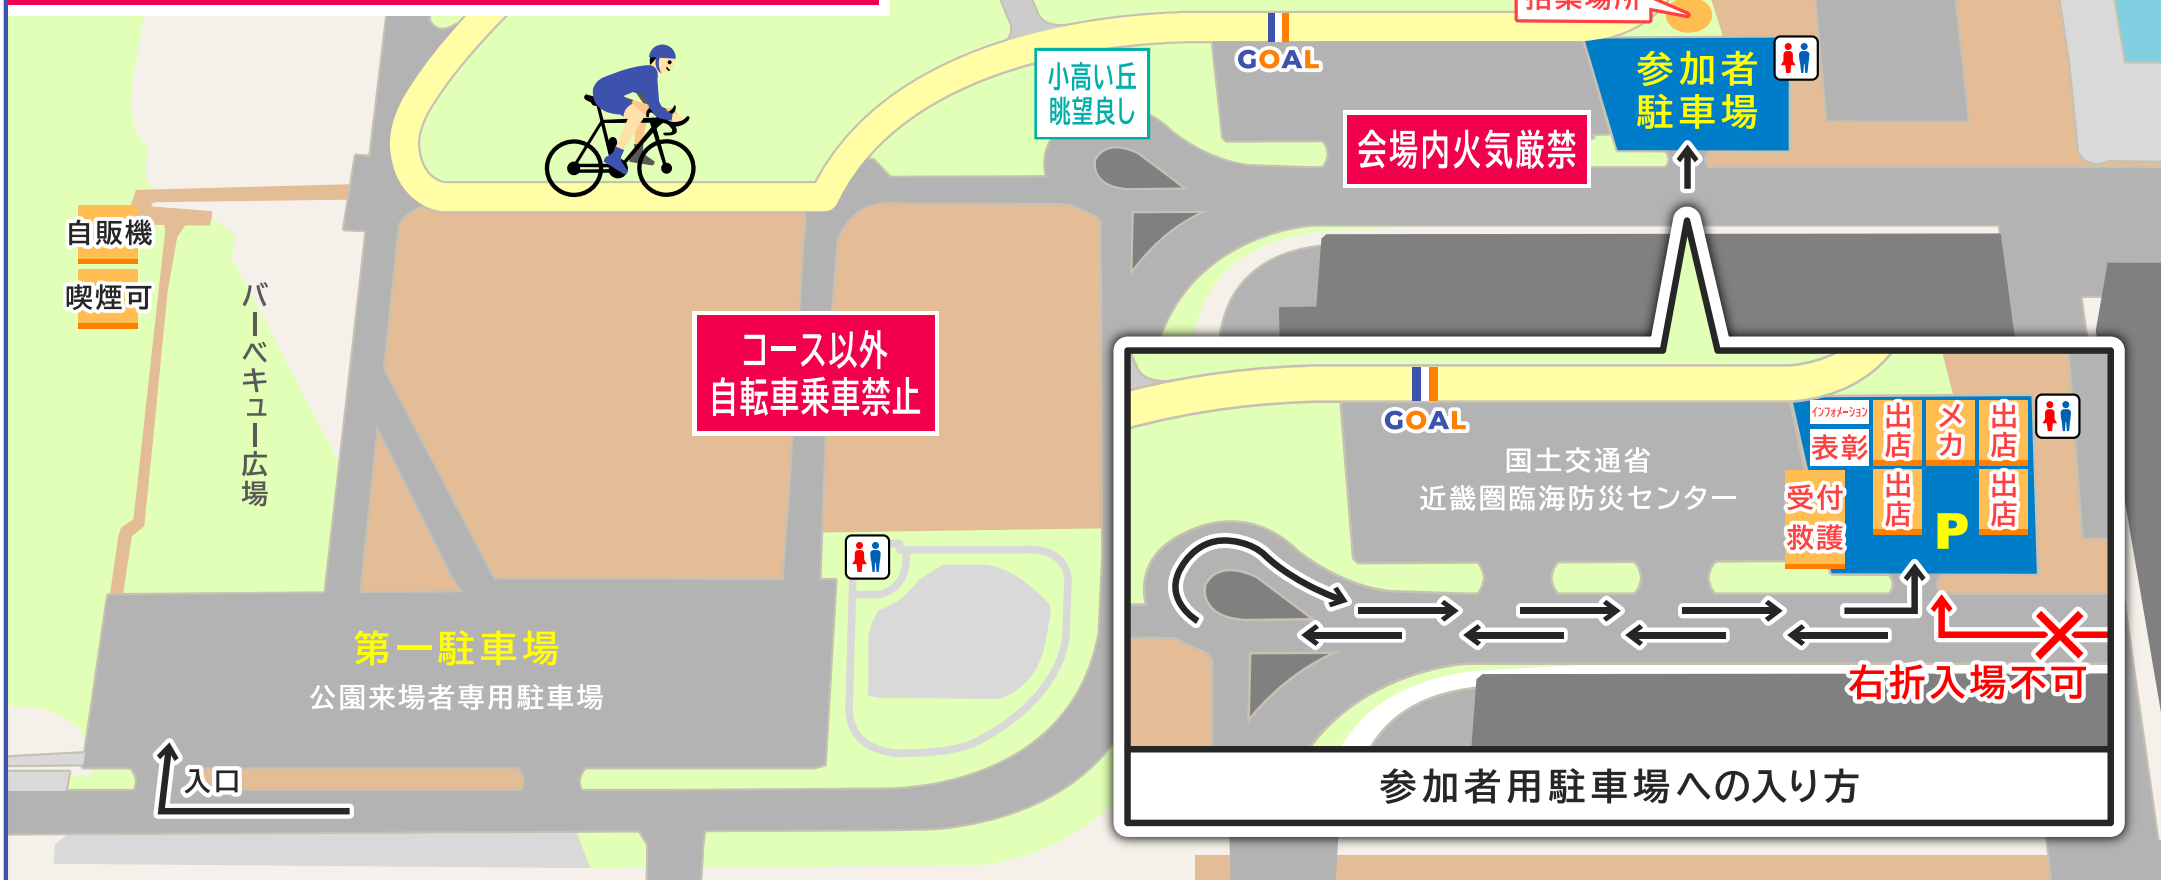 招集場所
GOAL
小高い丘
眺望良し
参加者
駐車場
会場内火気厳禁
自販機
喫煙可
バーベキュー広場
コース以外
自転車乗車禁止
第一駐車場
公園来場者専用駐車場
入口
GOAL
国土交通省
近畿圏臨海防災センター
インフォメーション
表彰
出店
メカ
出店
受付
救護
出店
出店
P
右折入場不可
参加者用駐車場への入り方